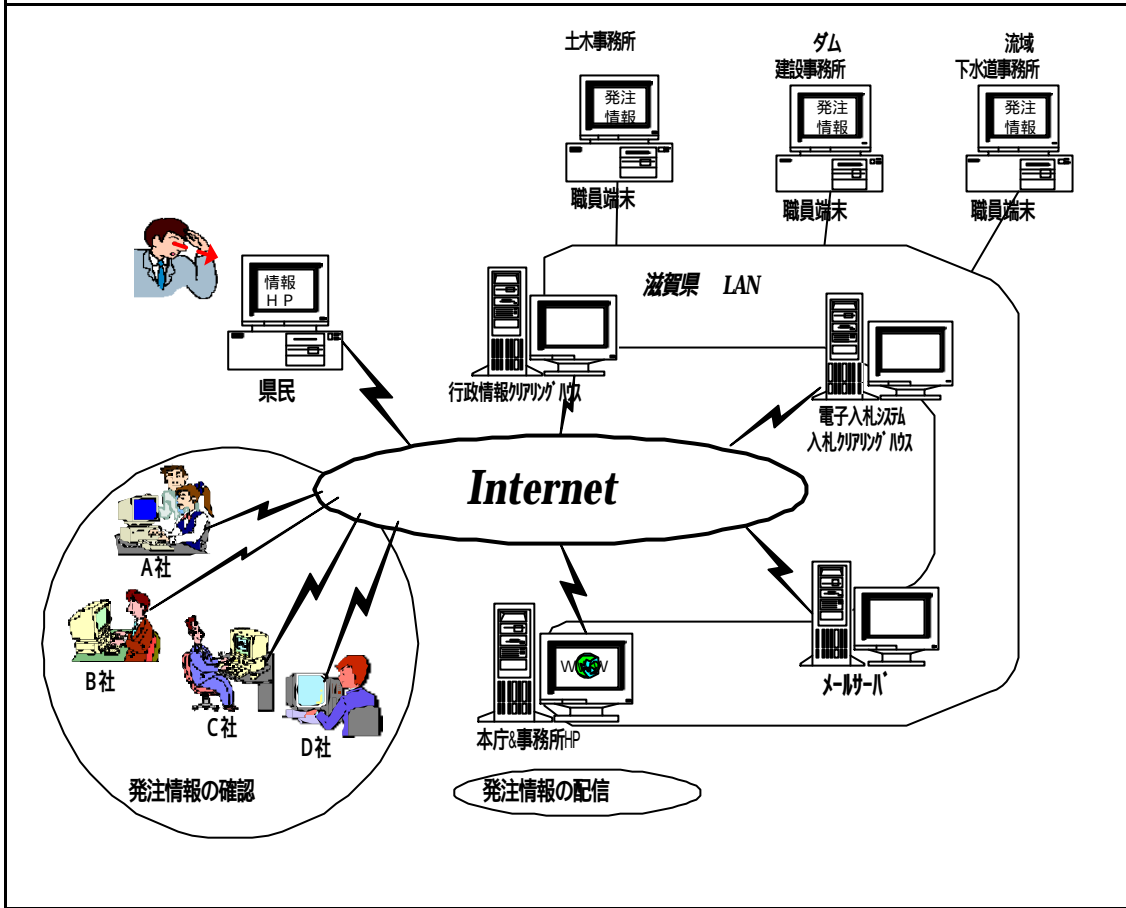 土木事務所
ダム
建設事務所
流域
下水道事務所
発注
情報
発注
情報
発注
情報
職員端末
職員端末
職員端末
情報
HP
県民
滋賀県 LAN
行政情報クリアリングハウス
電子入札システム
入札クリアリングハウス
Internet
A社
B社
C社
D社
発注情報の確認
WWW
本庁&事務所HP
メールサーバ
発注情報の配信